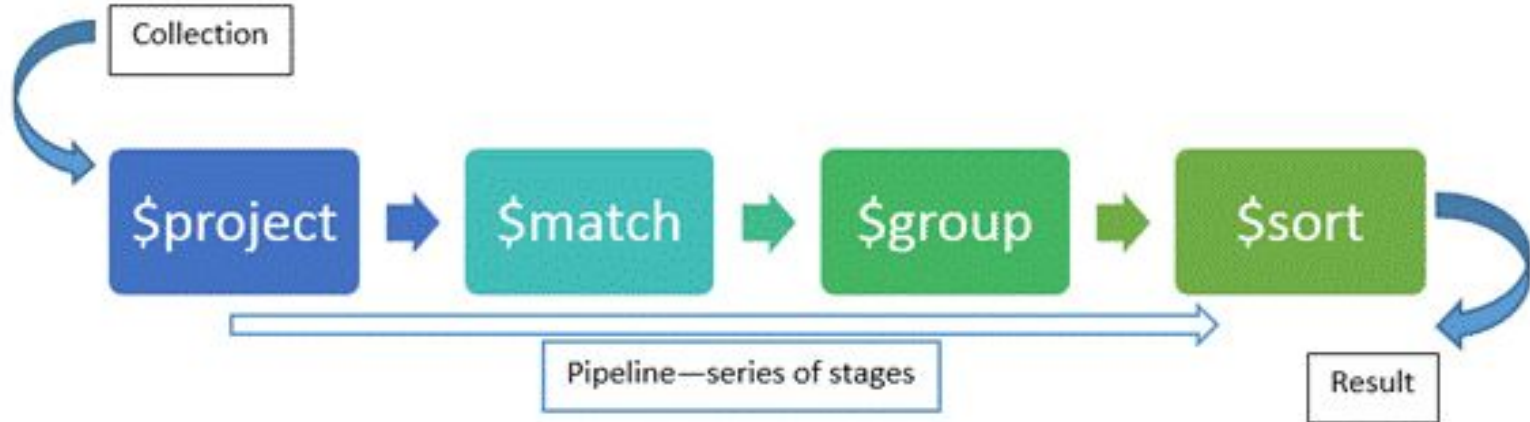 Collection
$project
$match
$group
$sort
Pipeline—series of stages
Result